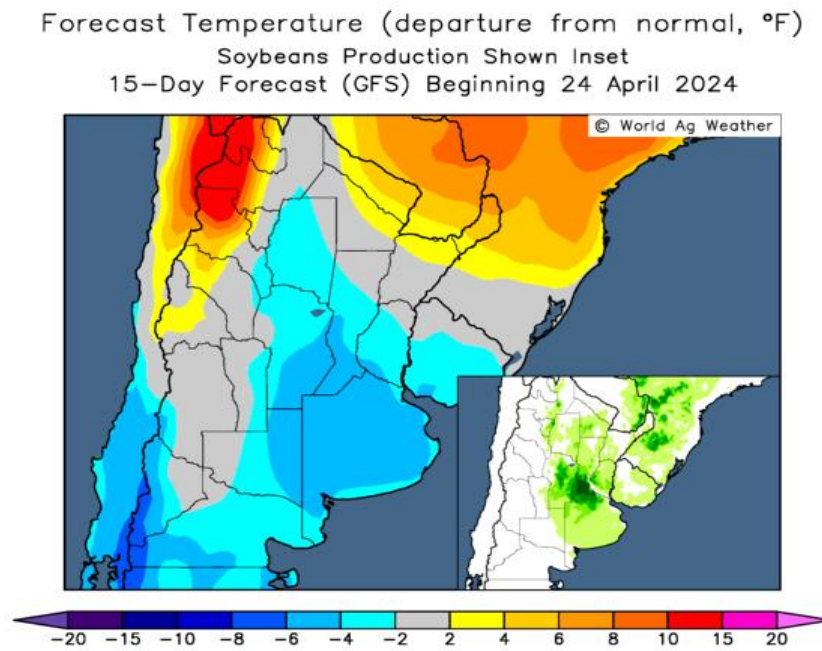 Forecast Temperature (departure from normal, °F)
Soybeans Production Shown Inset
15-Day Forecast (GFS) Beginning 24 April 2024
© World Ag Weather
-20 -15 -10 -8 -6 -4 -2 2 4 6 8 10 15 20